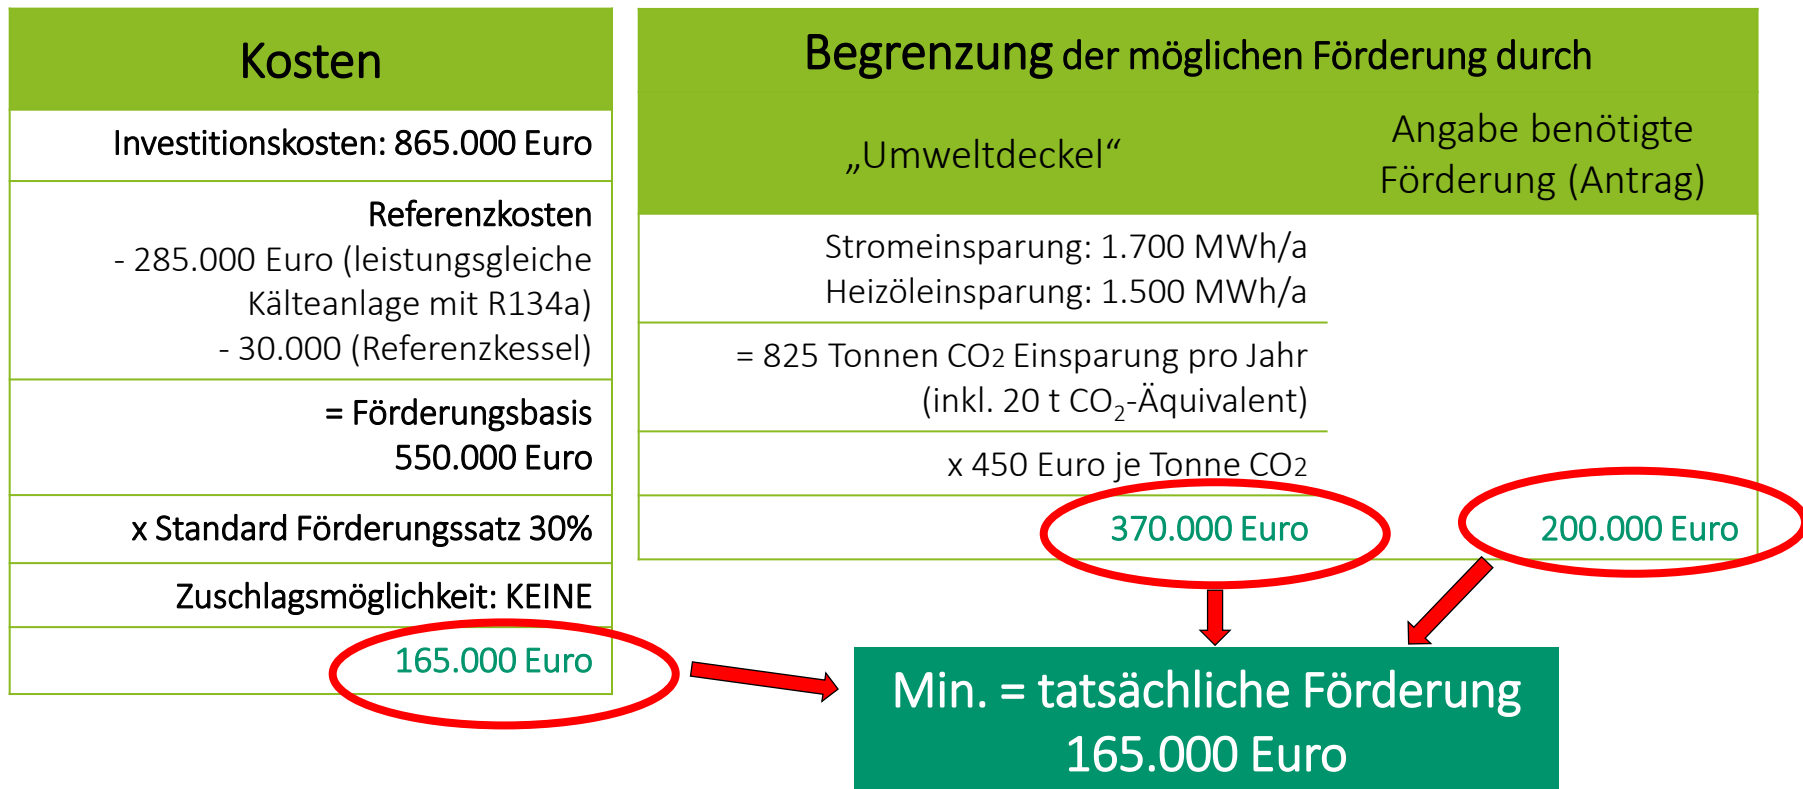 Kosten
Investitionskosten: 865.000 Euro
Referenzkosten
- 285.000 Euro (leistungsgleiche
Kälteanlage mit R134a)
- 30.000 (Referenzkessel)
= Förderungsbasis
550.000 Euro
x Standard Förderungssatz 30%
Zuschlagsmöglichkeit: KEINE
165.000 Euro
Begrenzung der möglichen Förderung durch
„Umweltdeckel“
Angabe benötigte
Förderung (Antrag)
Stromeinsparung: 1.700 MWh/a
Heizöleinsparung: 1.500 MWh/a
= 825 Tonnen CO2 Einsparung pro Jahr
(inkl. 20 t CO₂-Äquivalent)
x 450 Euro je Tonne CO2
370.000 Euro
200.000 Euro
Min. = tatsächliche Förderung
165.000 Euro